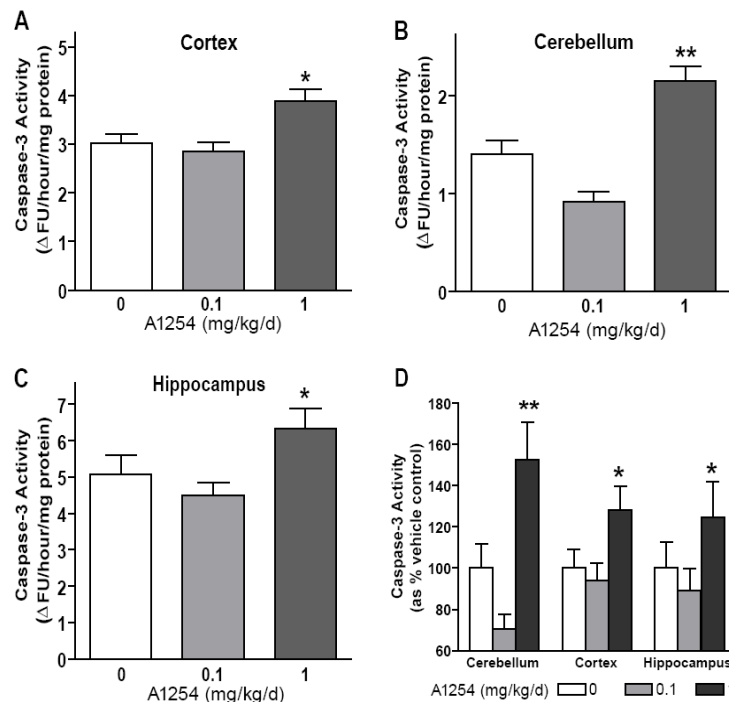 A
Cortex
Caspase-3 Activity
(ΔFU/hour/mg protein)
5
4
3
2
1
0
*
0 0.1 1
A1254 (mg/kg/d)
B
Cerebellum
Caspase-3 Activity
(ΔFU/hour/mg protein)
2
1
0
**
0 0.1 1
A1254 (mg/kg/d)
C
Hippocampus
Caspase-3 Activity
(ΔFU/hour/mg protein)
7
6
5
4
3
2
1
0
*
0 0.1 1
A1254 (mg/kg/d)
D
Caspase-3 Activity
(as % vehicle control)
180
160
140
120
100
80
60
** * *
Cerebellum Cortex Hippocampus
A1254 (mg/kg/d) 0 0.1